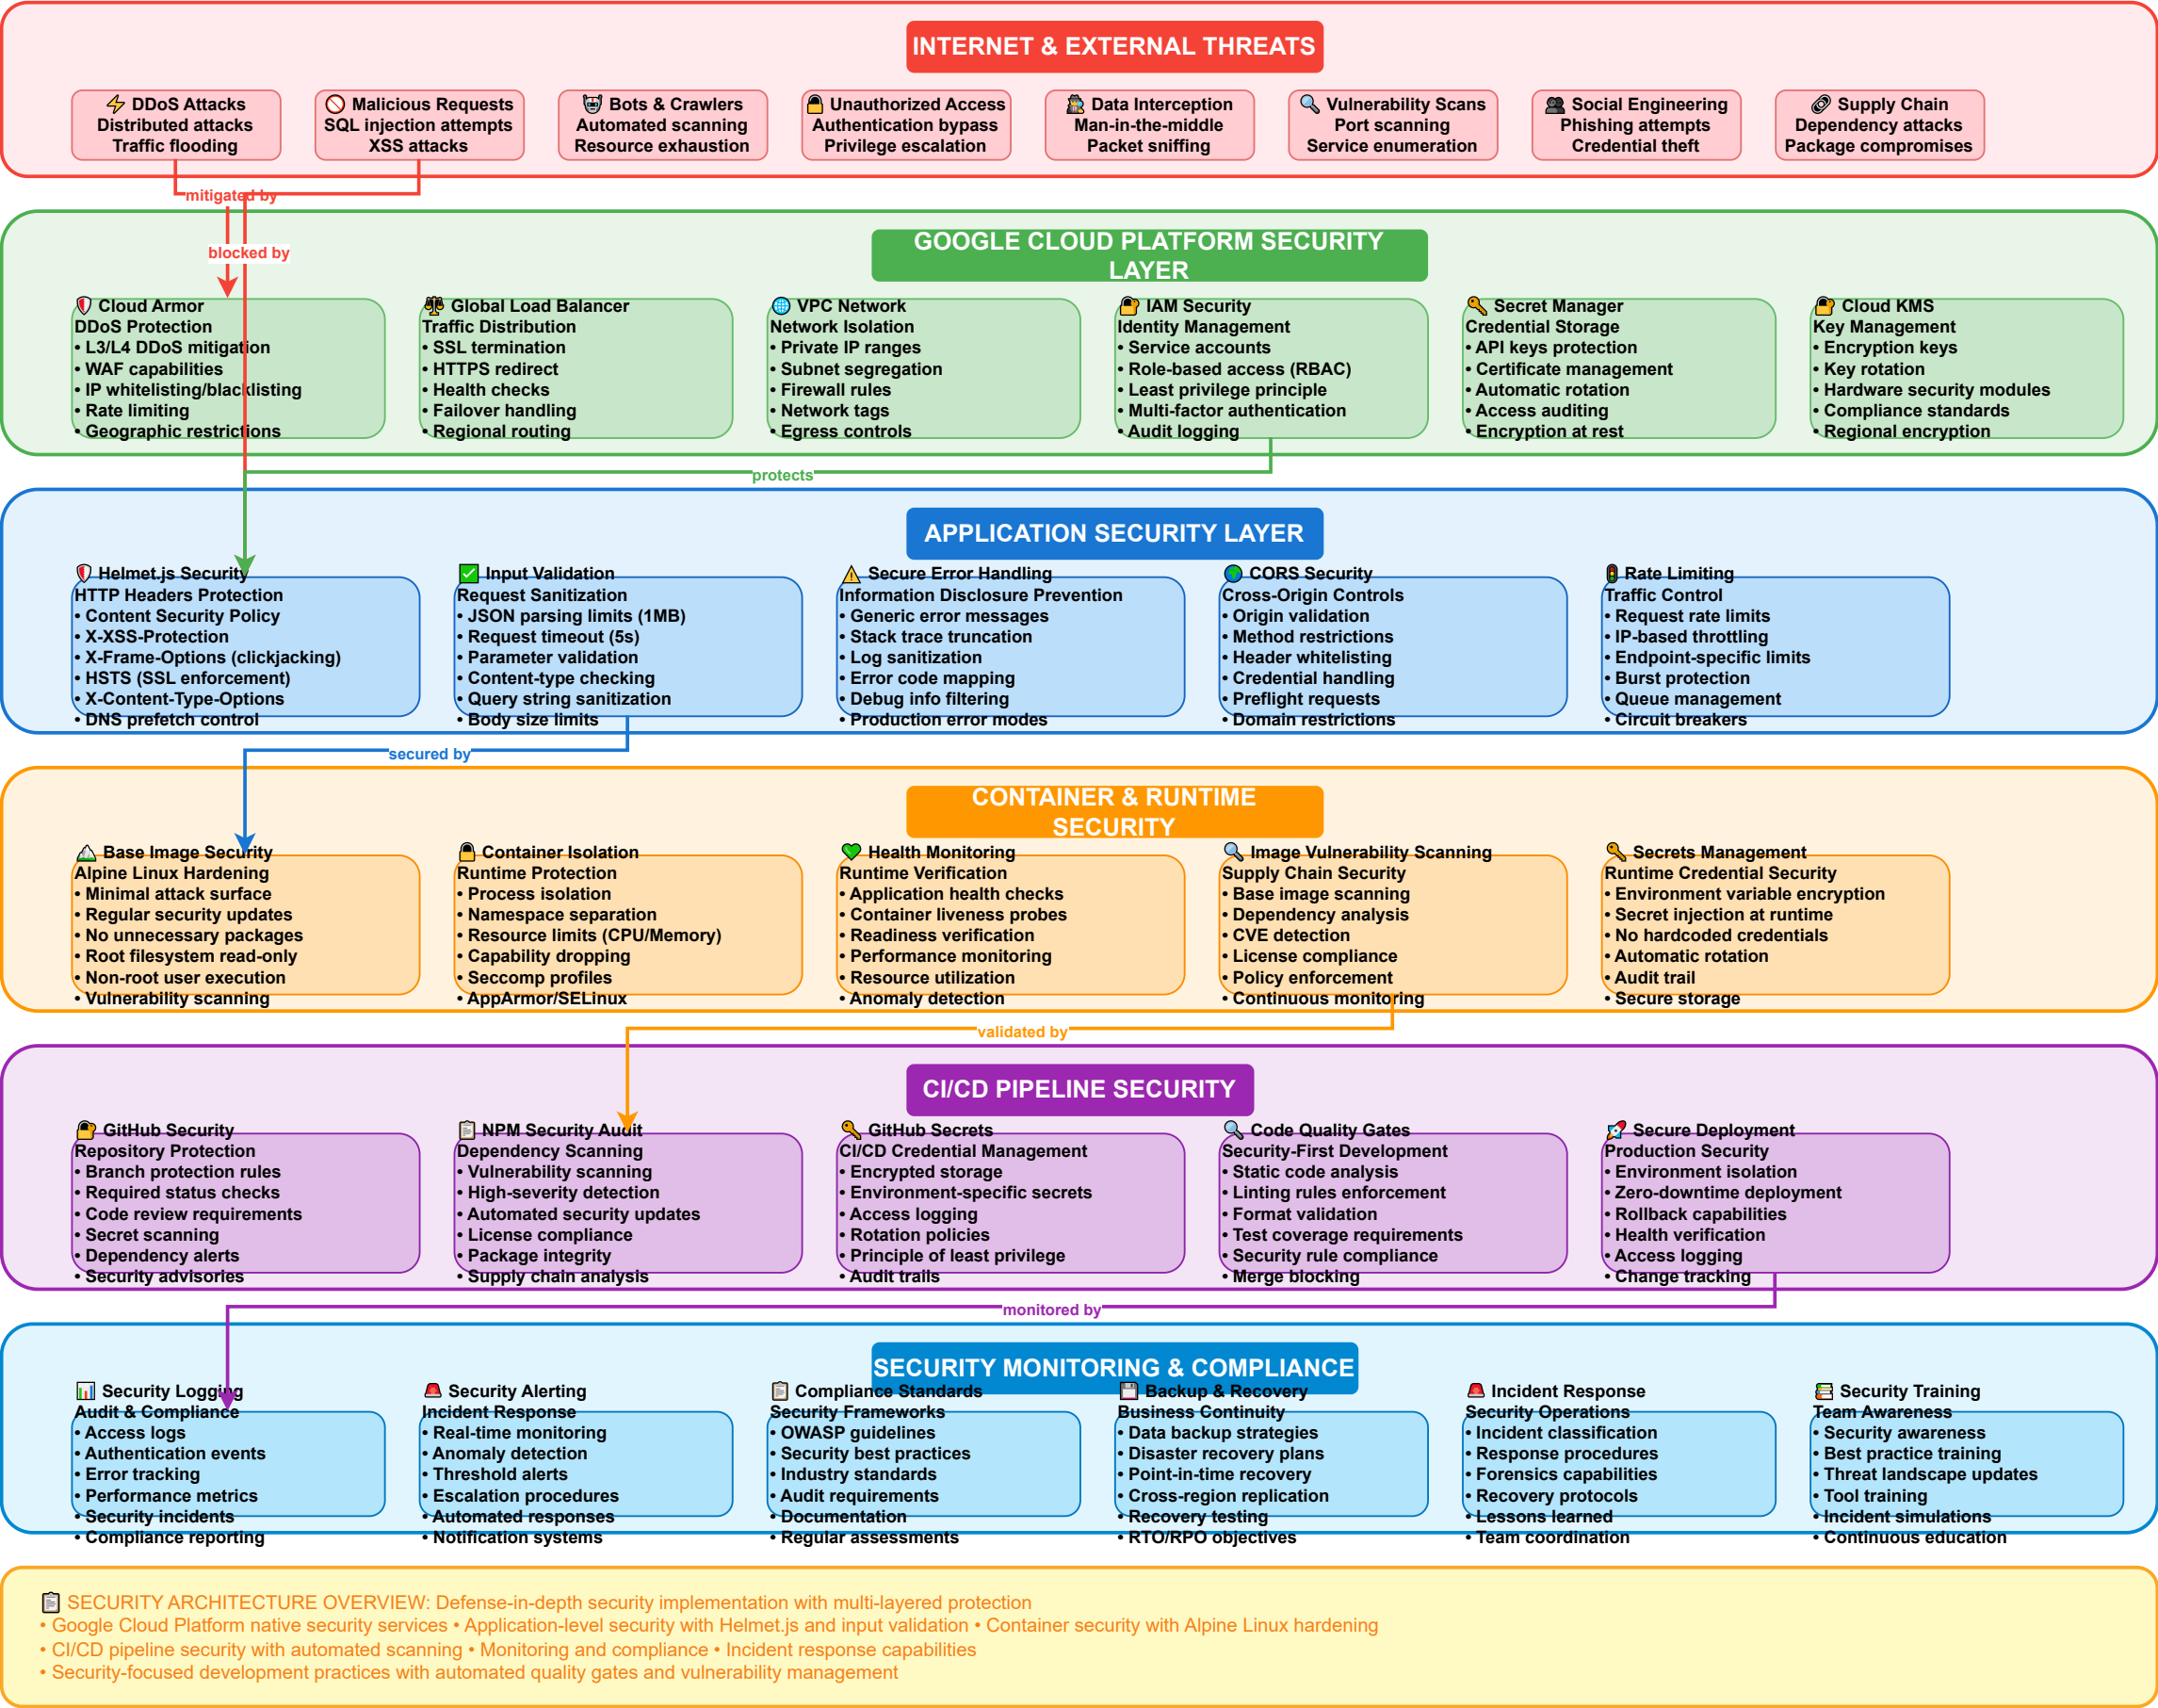 INTERNET & EXTERNAL THREATS
⚡ DDoS Attacks
Distributed attacks
Traffic flooding
🚫 Malicious Requests
SQL injection attempts
XSS attacks
🤖 Bots & Crawlers
Automated scanning
Resource exhaustion
🔒 Unauthorized Access
Authentication bypass
Privilege escalation
🕵 Data Interception
Man-in-the-middle
Packet sniffing
🔍 Vulnerability Scans
Port scanning
Service enumeration
👥 Social Engineering
Phishing attempts
Credential theft
🔗 Supply Chain
Dependency attacks
Package compromises
mitigated by
blocked by
GOOGLE CLOUD PLATFORM SECURITY
LAYER
🛡 Cloud Armor
DDoS Protection
• L3/L4 DDoS mitigation
• WAF capabilities
• IP whitelisting/blacklisting
• Rate limiting
• Geographic restrictions
⚖ Global Load Balancer
Traffic Distribution
• SSL termination
• HTTPS redirect
• Health checks
• Failover handling
• Regional routing
🌐 VPC Network
Network Isolation
• Private IP ranges
• Subnet segregation
• Firewall rules
• Network tags
• Egress controls
🔐 IAM Security
Identity Management
• Service accounts
• Role-based access (RBAC)
• Least privilege principle
• Multi-factor authentication
• Audit logging
🔑 Secret Manager
Credential Storage
• API keys protection
• Certificate management
• Automatic rotation
• Access auditing
• Encryption at rest
🔐 Cloud KMS
Key Management
• Encryption keys
• Key rotation
• Hardware security modules
• Compliance standards
• Regional encryption
protects
APPLICATION SECURITY LAYER
🛡 Helmet.js Security
HTTP Headers Protection
• Content Security Policy
• X-XSS-Protection
• X-Frame-Options (clickjacking)
• HSTS (SSL enforcement)
• X-Content-Type-Options
• DNS prefetch control
✅ Input Validation
Request Sanitization
• JSON parsing limits (1MB)
• Request timeout (5s)
• Parameter validation
• Content-type checking
• Query string sanitization
• Body size limits
⚠ Secure Error Handling
Information Disclosure Prevention
• Generic error messages
• Stack trace truncation
• Log sanitization
• Error code mapping
• Debug info filtering
• Production error modes
🌍 CORS Security
Cross-Origin Controls
• Origin validation
• Method restrictions
• Header whitelisting
• Credential handling
• Preflight requests
• Domain restrictions
🚦 Rate Limiting
Traffic Control
• Request rate limits
• IP-based throttling
• Endpoint-specific limits
• Burst protection
• Queue management
• Circuit breakers
secured by
CONTAINER & RUNTIME
SECURITY
🏔 Base Image Security
Alpine Linux Hardening
• Minimal attack surface
• Regular security updates
• No unnecessary packages
• Root filesystem read-only
• Non-root user execution
• Vulnerability scanning
🔒 Container Isolation
Runtime Protection
• Process isolation
• Namespace separation
• Resource limits (CPU/Memory)
• Capability dropping
• Seccomp profiles
• AppArmor/SELinux
💚 Health Monitoring
Runtime Verification
• Application health checks
• Container liveness probes
• Readiness verification
• Performance monitoring
• Resource utilization
• Anomaly detection
🔍 Image Vulnerability Scanning
Supply Chain Security
• Base image scanning
• Dependency analysis
• CVE detection
• License compliance
• Policy enforcement
• Continuous monitoring
🔑 Secrets Management
Runtime Credential Security
• Environment variable encryption
• Secret injection at runtime
• No hardcoded credentials
• Automatic rotation
• Audit trail
• Secure storage
validated by
CI/CD PIPELINE SECURITY
🔐 GitHub Security
Repository Protection
• Branch protection rules
• Required status checks
• Code review requirements
• Secret scanning
• Dependency alerts
• Security advisories
📋 NPM Security Audit
Dependency Scanning
• Vulnerability scanning
• High-severity detection
• Automated security updates
• License compliance
• Package integrity
• Supply chain analysis
🔑 GitHub Secrets
CI/CD Credential Management
• Encrypted storage
• Environment-specific secrets
• Access logging
• Rotation policies
• Principle of least privilege
• Audit trails
🔍 Code Quality Gates
Security-First Development
• Static code analysis
• Linting rules enforcement
• Format validation
• Test coverage requirements
• Security rule compliance
• Merge blocking
🚀 Secure Deployment
Production Security
• Environment isolation
• Zero-downtime deployment
• Rollback capabilities
• Health verification
• Access logging
• Change tracking
monitored by
SECURITY MONITORING & COMPLIANCE
📊 Security Logging
Audit & Compliance
• Access logs
• Authentication events
• Error tracking
• Performance metrics
• Security incidents
• Compliance reporting
🚨 Security Alerting
Incident Response
• Real-time monitoring
• Anomaly detection
• Threshold alerts
• Escalation procedures
• Automated responses
• Notification systems
📋 Compliance Standards
Security Frameworks
• OWASP guidelines
• Security best practices
• Industry standards
• Audit requirements
• Documentation
• Regular assessments
💾 Backup & Recovery
Business Continuity
• Data backup strategies
• Disaster recovery plans
• Point-in-time recovery
• Cross-region replication
• Recovery testing
• RTO/RPO objectives
🚨 Incident Response
Security Operations
• Incident classification
• Response procedures
• Forensics capabilities
• Recovery protocols
• Lessons learned
• Team coordination
📚 Security Training
Team Awareness
• Security awareness
• Best practice training
• Threat landscape updates
• Tool training
• Incident simulations
• Continuous education
📋 SECURITY ARCHITECTURE OVERVIEW: Defense-in-depth security implementation with multi-layered protection
• Google Cloud Platform native security services • Application-level security with Helmet.js and input validation • Container security with Alpine Linux hardening
• CI/CD pipeline security with automated scanning • Monitoring and compliance • Incident response capabilities
• Security-focused development practices with automated quality gates and vulnerability management